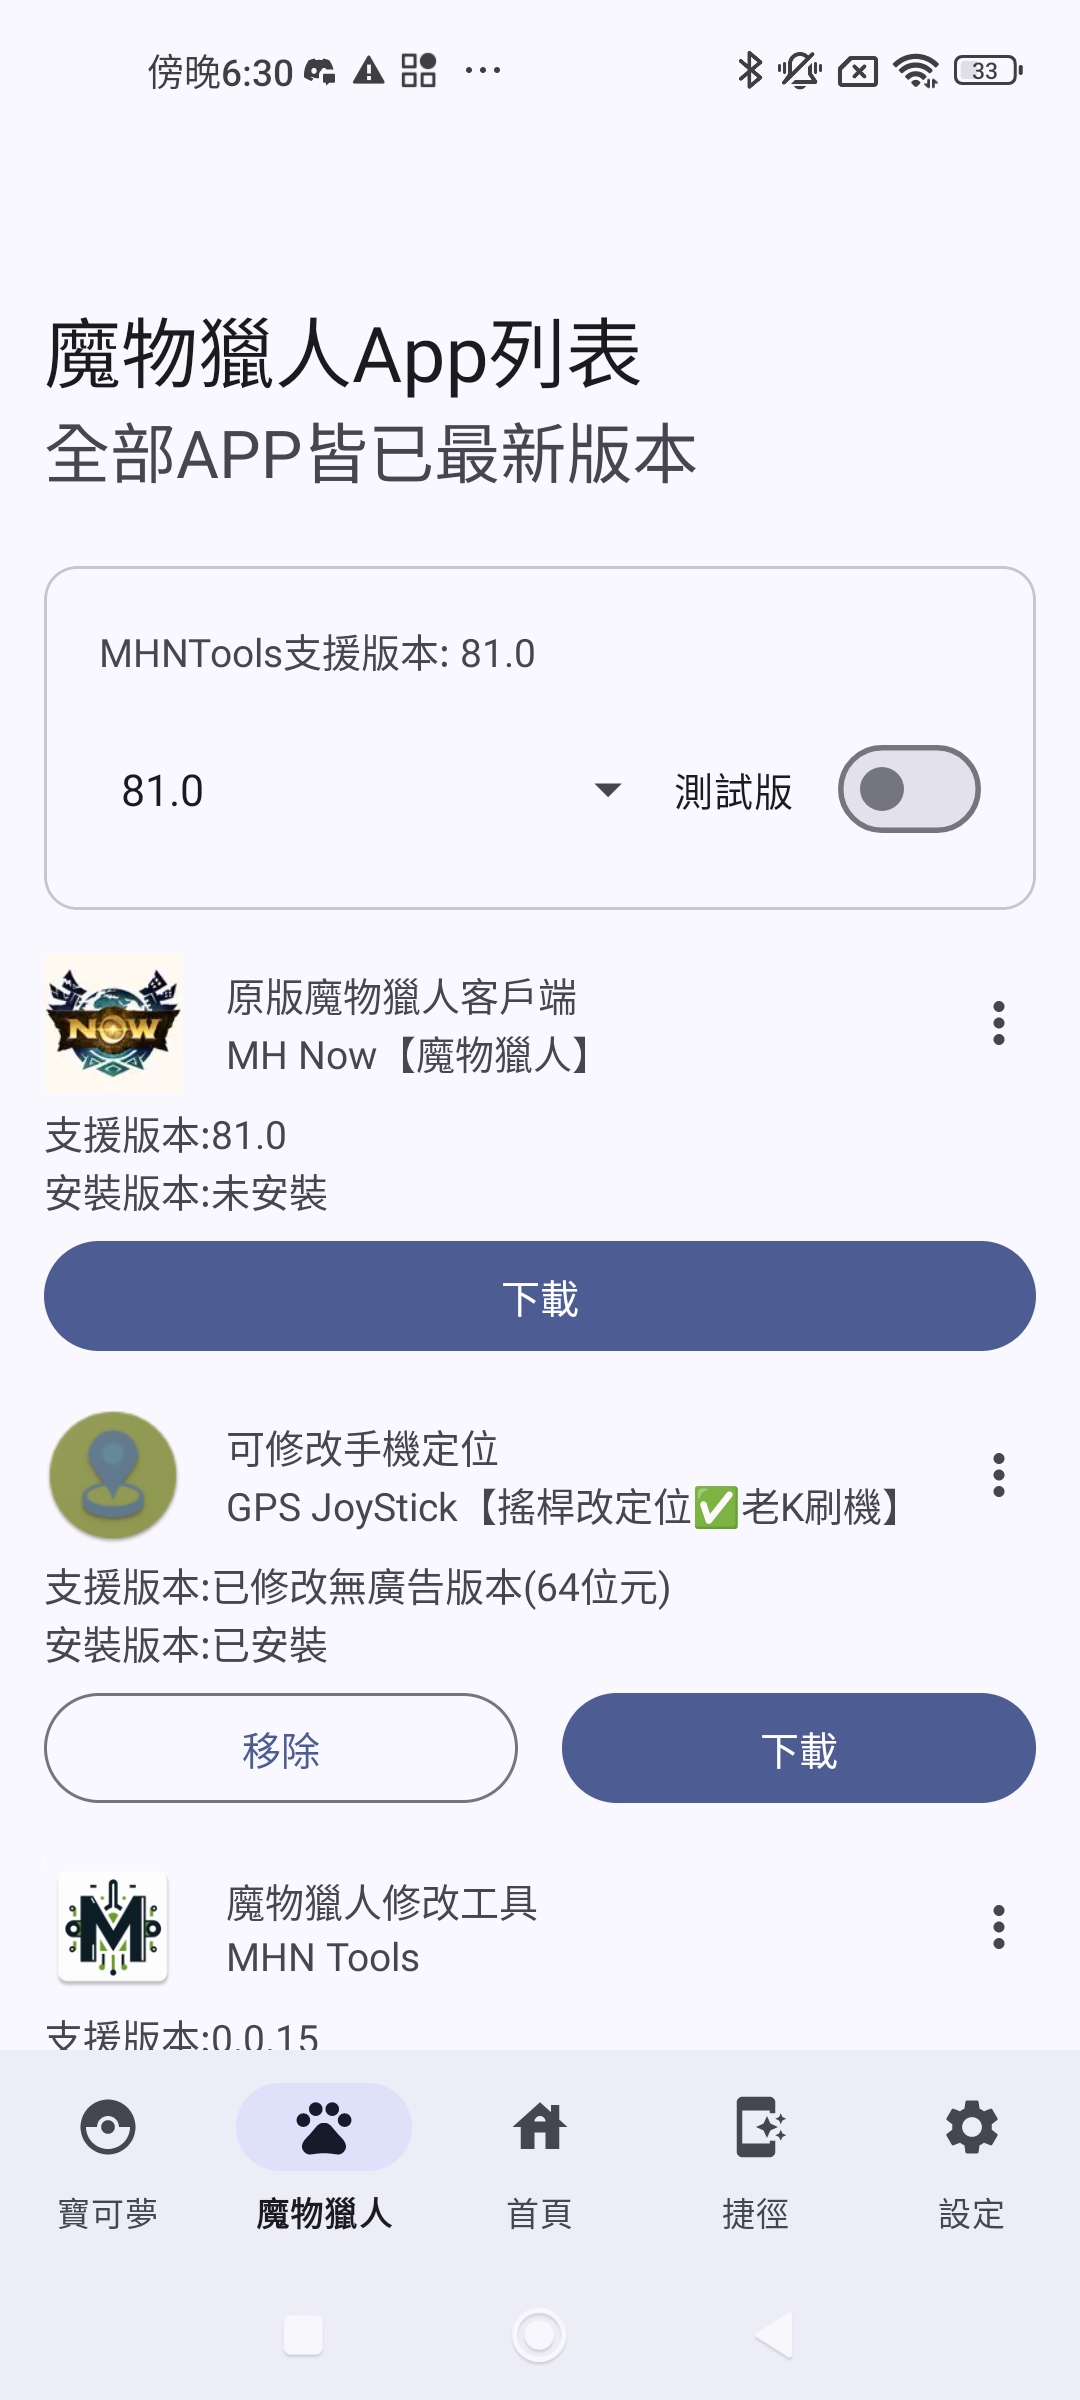 傍晚6:30
33
魔物獵人App列表
全部APP皆已最新版本
MHNTools支援版本: 81.0
81.0
測試版
NOW
原版魔物獵人客戶端
MH Now【魔物獵人】
支援版本:81.0
安裝版本:未安裝
下載
可修改手機定位
GPS JoyStick【搖桿改定位✅老K刷機】
支援版本:已修改無廣告版本(64位元)
安裝版本:已安裝
移除
下載
M
魔物獵人修改工具
MHN Tools
支援版本:0.0.15
寶可夢
魔物獵人
首頁
捷徑
設定